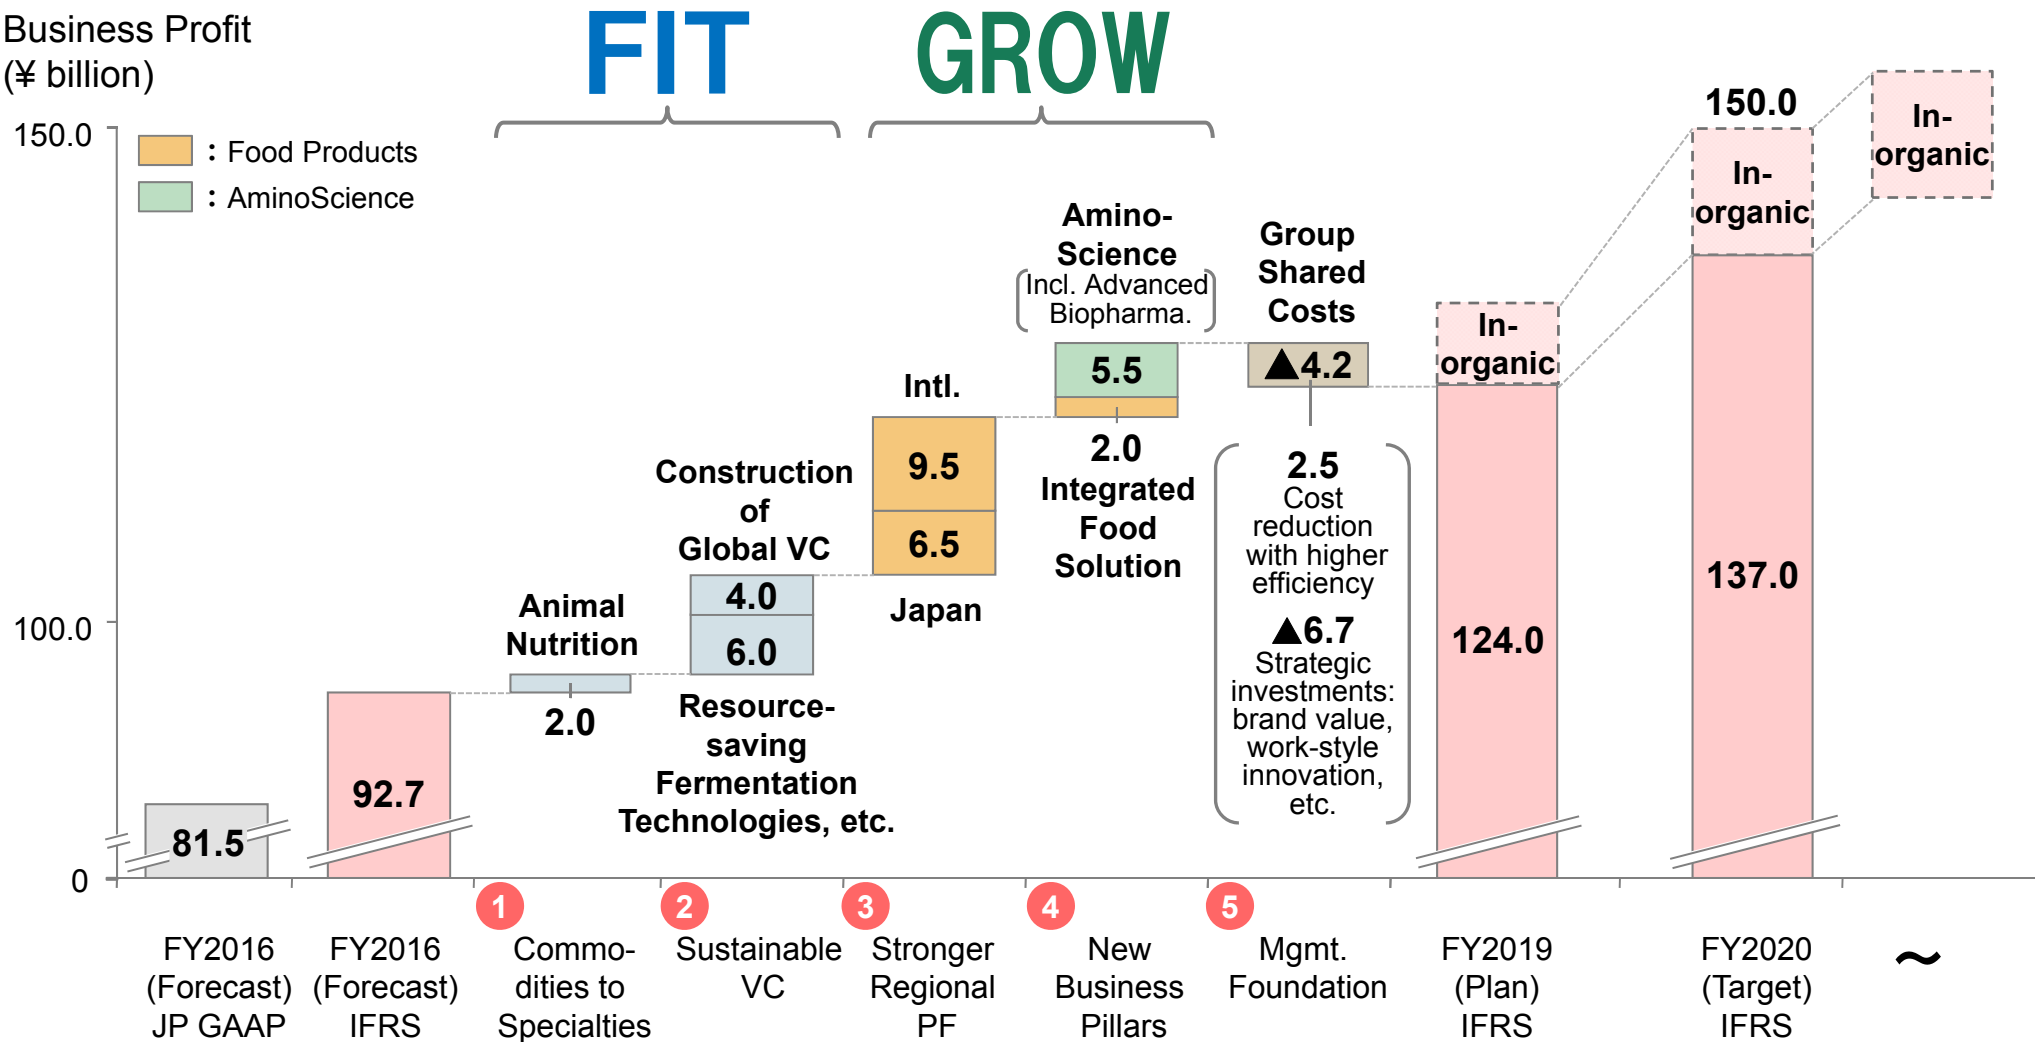 Business Profit
(¥ billion)
FIT
GROW
150.0
100.0
0
: Food Products
: AminoScience
81.5
92.7
Animal
Nutrition
2.0
Construction
of
Global VC
4.0
6.0
Resource-
saving
Fermentation
Technologies, etc.
Intl.
9.5
6.5
Japan
Amino-
Science
Incl. Advanced
Biopharma.
5.5
2.0
Integrated
Food
Solution
Group
Shared
Costs
▲4.2
2.5
Cost
reduction
with higher
efficiency
▲6.7
Strategic
investments:
brand value,
work-style
innovation,
etc.
In-
organic
124.0
150.0
In-
organic
137.0
In-
organic
FY2016
(Forecast)
JP GAAP
FY2016
(Forecast)
IFRS
1
Commo-
dities to
Specialties
2
Sustainable
VC
3
Stronger
Regional
PF
4
New
Business
Pillars
5
Mgmt.
Foundation
FY2019
(Plan)
IFRS
FY2020
(Target)
IFRS
~